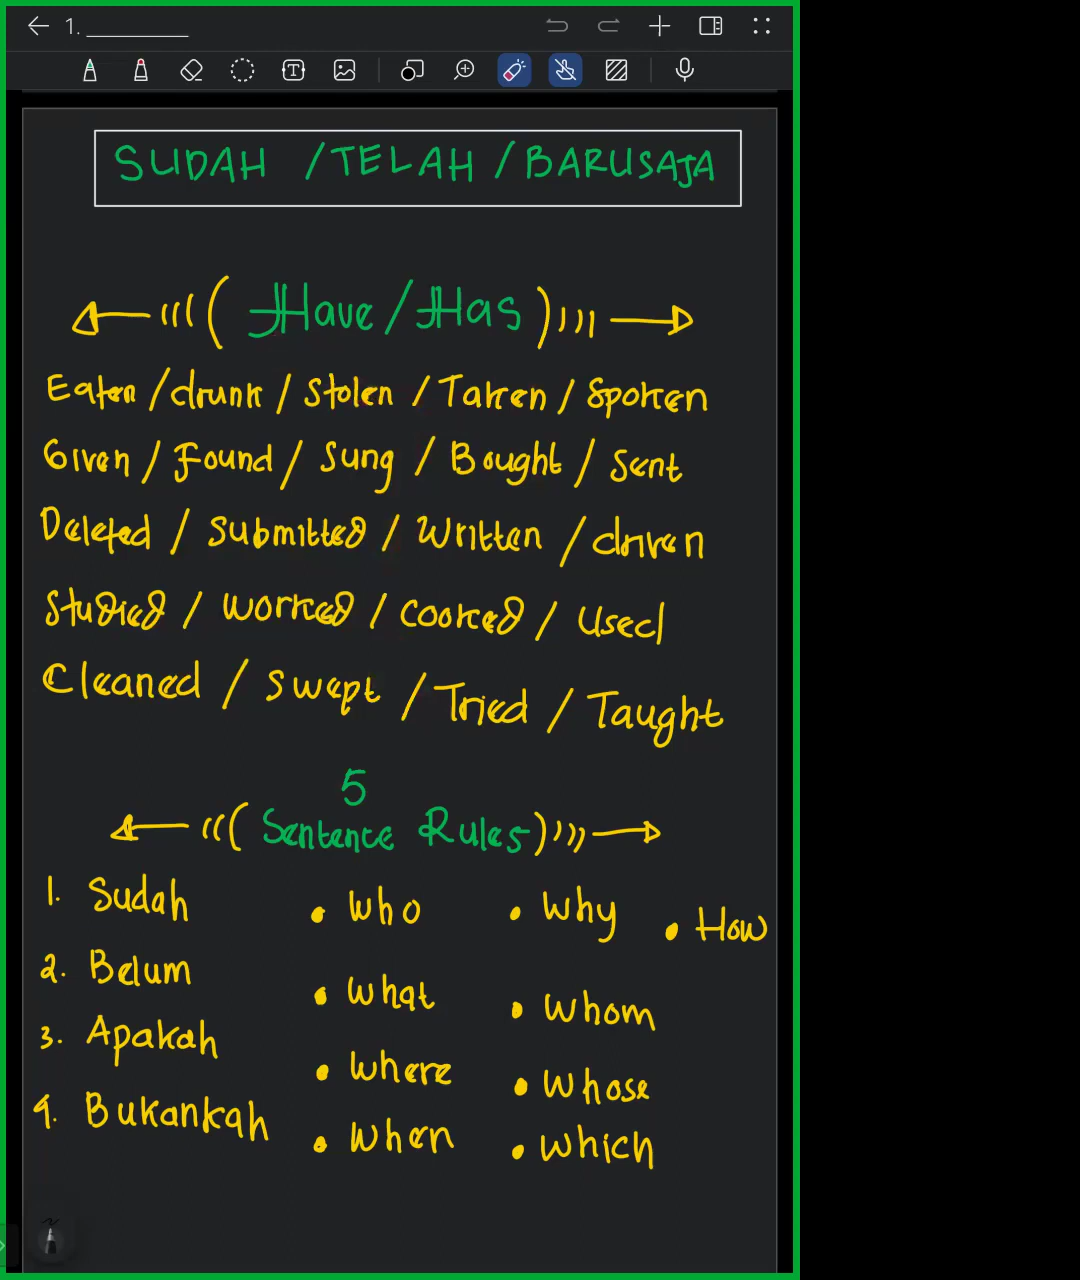 1. __________
SUDAH / TELAH / BARUSAJA
Have / Has
Eaten / drunk / Stolen / Taken / Spoken
Given / Found / Sung / Bought / Sent
Deleted / Submitted / Written / driven
Studied / Worked / Cooked / Used
Cleaned / Swept / Tried / Taught
5
Sentence Rules
1. Sudah
2. Belum
3. Apakah
4. Bukankah
• Who
• What
• Where
• When
• Why
• Whom
• Whose
• Which
• How